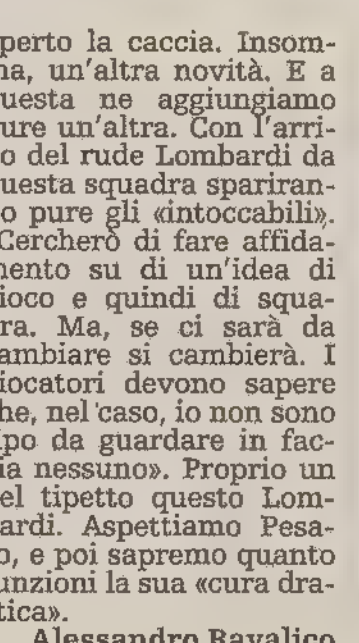 perto la caccia. Insom-
na, un'altra novità. E a
uesta ne aggiungiamo
ure un'altra. Con l'arri-
o del rude Lombardi da
uesta squadra spariran-
o pure gli «intoccabili».
Cercherò di fare affida-
nento su di un'idea di
ioco e quindi di squa-
ra. Ma, se ci sarà da
ambiare si cambierà. I
iocatori devono sapere
he, nel caso, io non sono
ipo da guardare in fac-
ia nessuno». Proprio un
el tipetto questo Lom-
ardi. Aspettiamo Pesa-
o, e poi sapremo quanto
unzioni la sua «cura dra-
tica».
Alessandro Ravalico